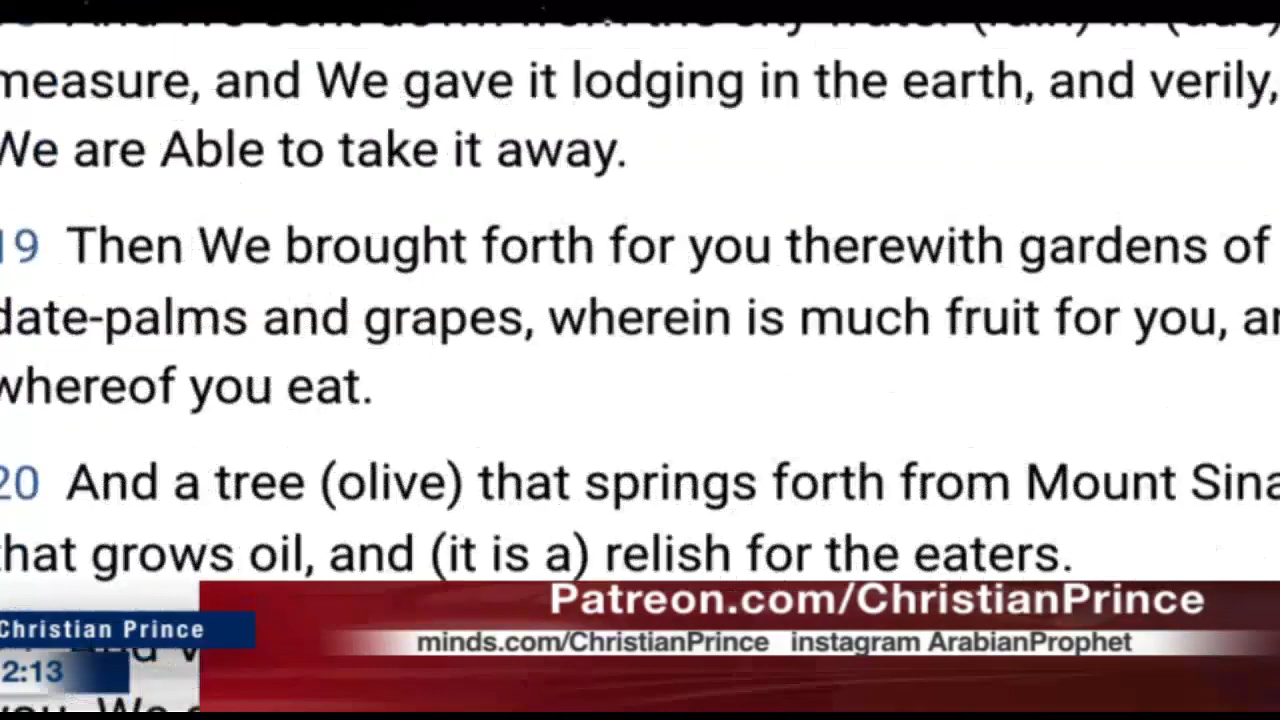 measure, and We gave it lodging in the earth, and verily,
We are Able to take it away.
19 Then We brought forth for you therewith gardens of
date-palms and grapes, wherein is much fruit for you,
whereof you eat.
20 And a tree (olive) that springs forth from Mount
that grows oil, and (it is a) relish for the eaters.
Patreon.com/ChristianPrince
Christian Prince
minds.com/ChristianPrince instagram ArabianProphet
2:13